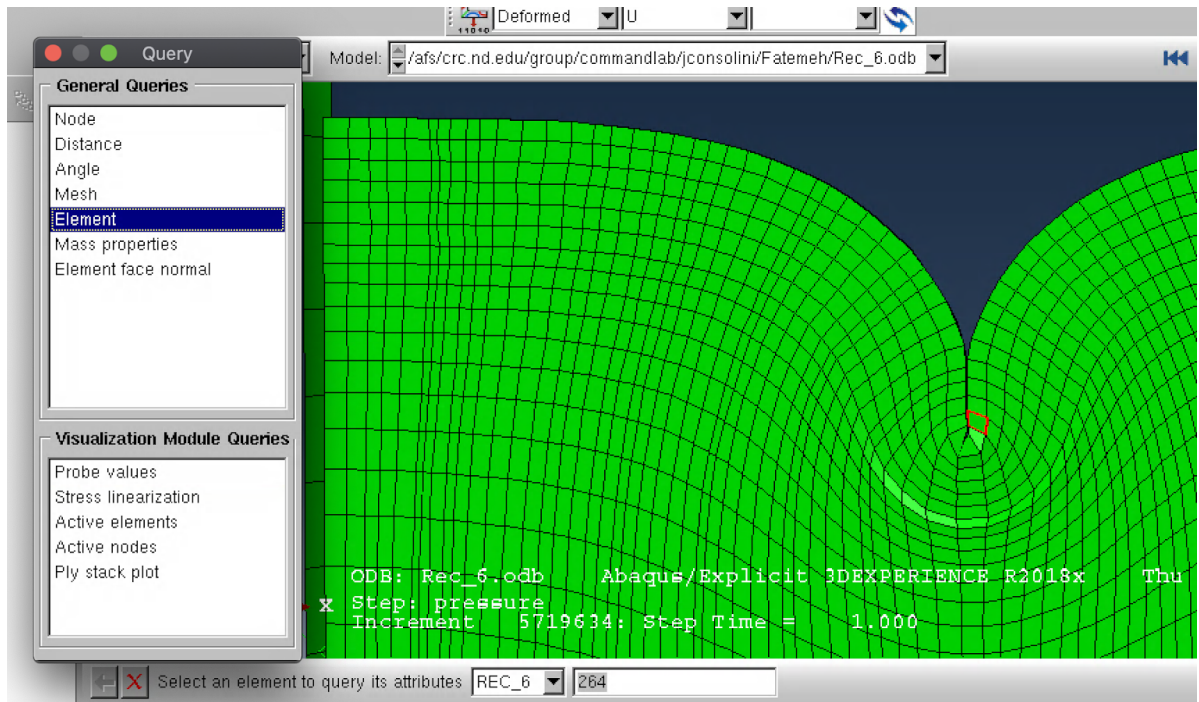 Deformed U
Query
Model: /afs/crc.nd.edu/group/commandlab/jconsolini/Fatemeh/Rec_6.odb
General Queries
Node
Distance
Angle
Mesh
Element
Mass properties
Element face normal
Visualization Module Queries
Probe values
Stress linearization
Active elements
Active nodes
Ply stack plot
ODB: Rec_6.odb Abaqus/Explicit 3DEXPERIENCE R2018x Thu
X Step: pressure
Increment 5719634: Step Time = 1.000
Select an element to query its attributes REC_6 264